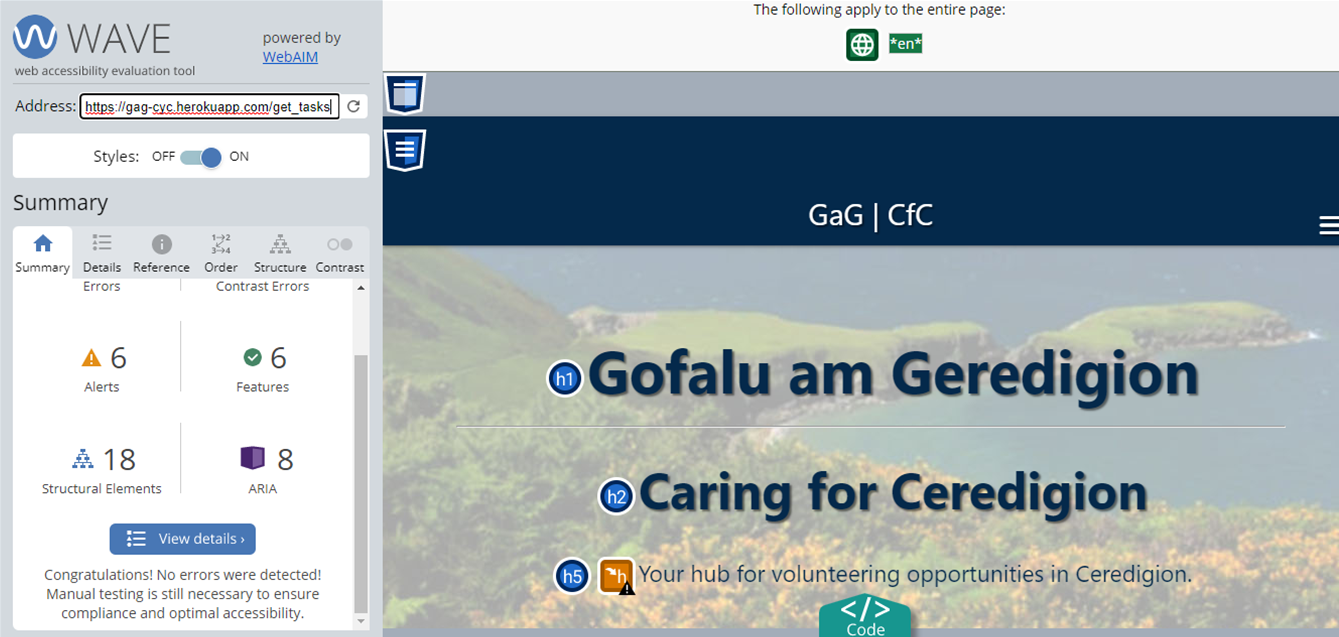 WAVE
powered by
WebAIM
web accessibility evaluation tool
Address: https://gag-cyc.herokuapp.com/get_tasks
Styles: OFF ON
Summary
1 2
3 4
Summary Details Reference Order Structure Contrast
Errors Contrast Errors
6 6
Alerts Features
18 8
Structural Elements ARIA
View details ›
Congratulations! No errors were detected!
Manual testing is still necessary to ensure
compliance and optimal accessibility.
The following apply to the entire page:
*en*
GaG | CfC
h1 Gofalu am Geredigion
h2 Caring for Ceredigion
h5 h Your hub for volunteering opportunities in Ceredigion.
</>
Code